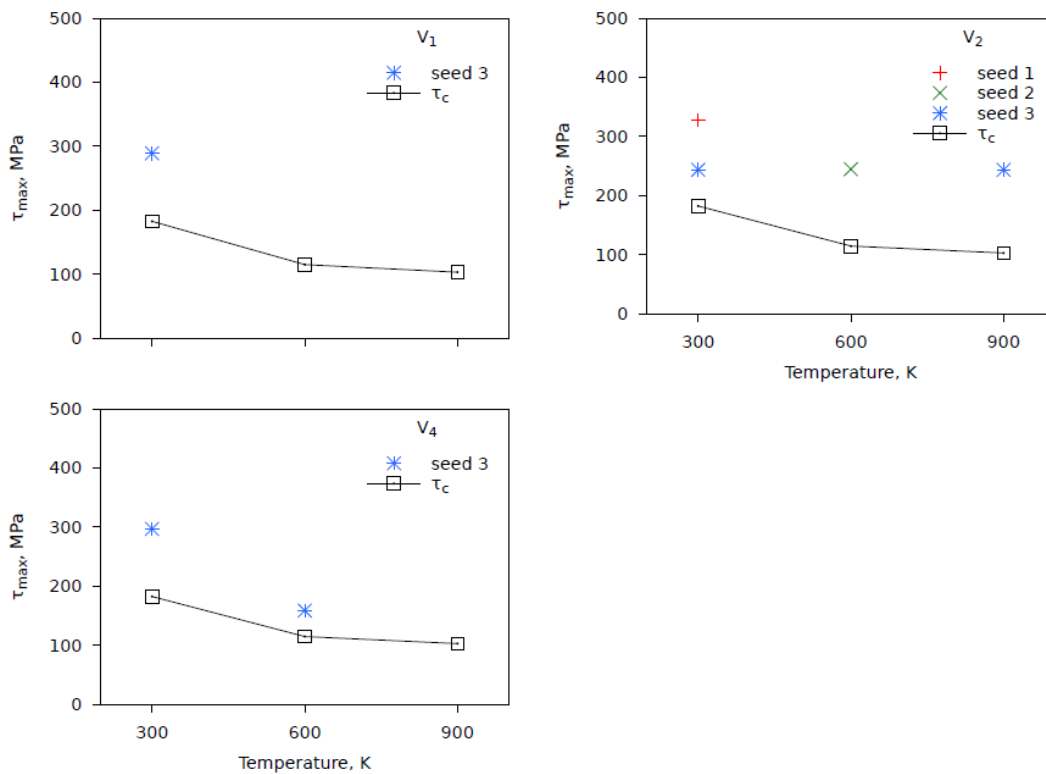 500
400
300
200
100
0
τmax, MPa
V1
seed 3
τc
500
400
300
200
100
0
τmax, MPa
V2
seed 1
seed 2
seed 3
τc
300 600 900
Temperature, K
500
400
300
200
100
0
τmax, MPa
V4
seed 3
τc
300 600 900
Temperature, K